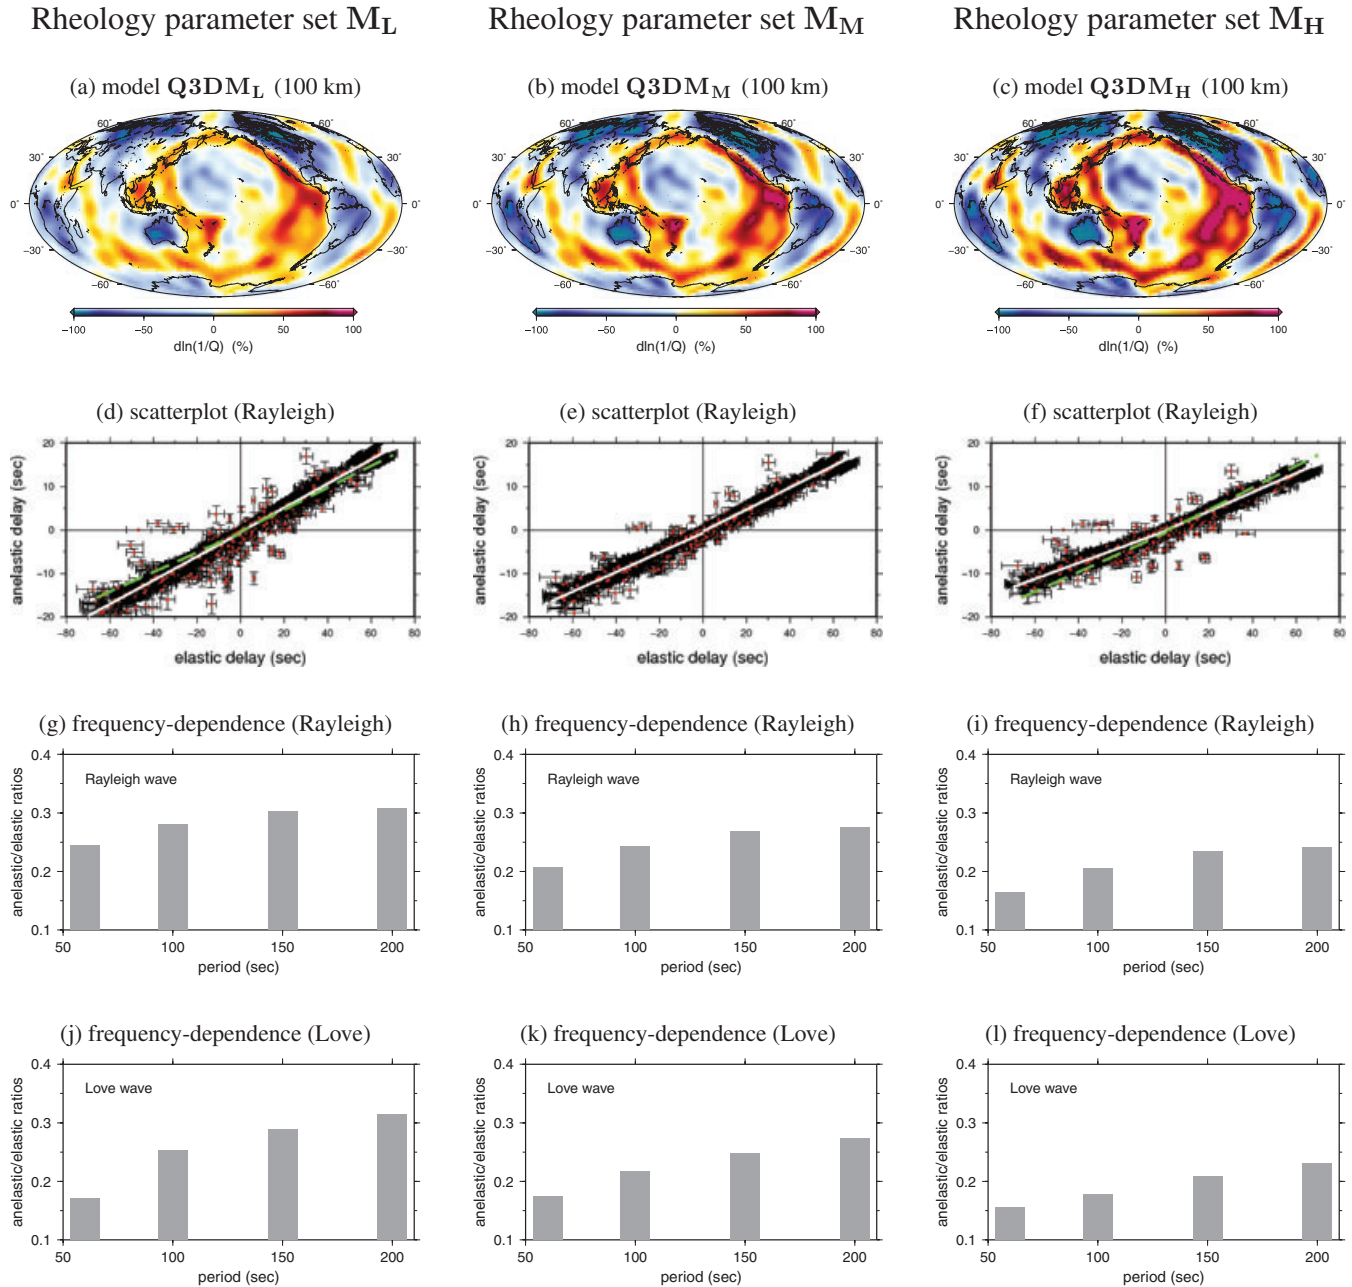 Rheology parameter set M_L Rheology parameter set M_M Rheology parameter set M_H
(a) model Q3DM_L (100 km) (b) model Q3DM_M (100 km) (c) model Q3DM_H (100 km)
60˚ 60˚ 60˚ 60˚ 60˚ 60˚
30˚ 30˚ 30˚ 30˚ 30˚ 30˚
0˚ 0˚ 0˚ 0˚ 0˚ 0˚
−30˚ −30˚ −30˚ −30˚ −30˚ −30˚
−60˚ −60˚ −60˚ −60˚ −60˚ −60˚
−100 −50 0 50 100 −100 −50 0 50 100 −100 −50 0 50 100
dln(1/Q) (%) dln(1/Q) (%) dln(1/Q) (%)
(d) scatterplot (Rayleigh) (e) scatterplot (Rayleigh) (f) scatterplot (Rayleigh)
anelastic delay (sec) anelastic delay (sec) anelastic delay (sec)
20 20 20
10 10 10
0 0 0
−10 −10 −10
−20 −20 −20
−80 −60 −40 −20 0 20 40 60 80 −80 −60 −40 −20 0 20 40 60 80 −80 −60 −40 −20 0 20 40 60 80
elastic delay (sec) elastic delay (sec) elastic delay (sec)
(g) frequency-dependence (Rayleigh) (h) frequency-dependence (Rayleigh) (i) frequency-dependence (Rayleigh)
anelastic/elastic ratios anelastic/elastic ratios anelastic/elastic ratios
0.4 0.4 0.4
Rayleigh wave Rayleigh wave Rayleigh wave
0.3 0.3 0.3
0.2 0.2 0.2
0.1 0.1 0.1
50 100 150 200 50 100 150 200 50 100 150 200
period (sec) period (sec) period (sec)
(j) frequency-dependence (Love) (k) frequency-dependence (Love) (l) frequency-dependence (Love)
anelastic/elastic ratios anelastic/elastic ratios anelastic/elastic ratios
0.4 0.4 0.4
Love wave Love wave Love wave
0.3 0.3 0.3
0.2 0.2 0.2
0.1 0.1 0.1
50 100 150 200 50 100 150 200 50 100 150 200
period (sec) period (sec) period (sec)